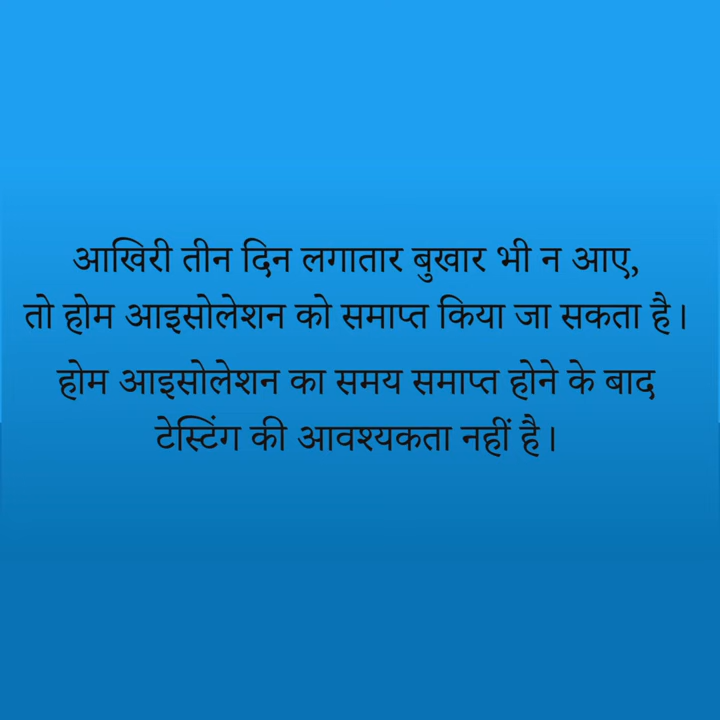 आखिरी तीन दिन लगातार बुखार भी न आए,
तो होम आइसोलेशन को समाप्त किया जा सकता है।
होम आइसोलेशन का समय समाप्त होने के बाद
टेस्टिंग की आवश्यकता नहीं है।